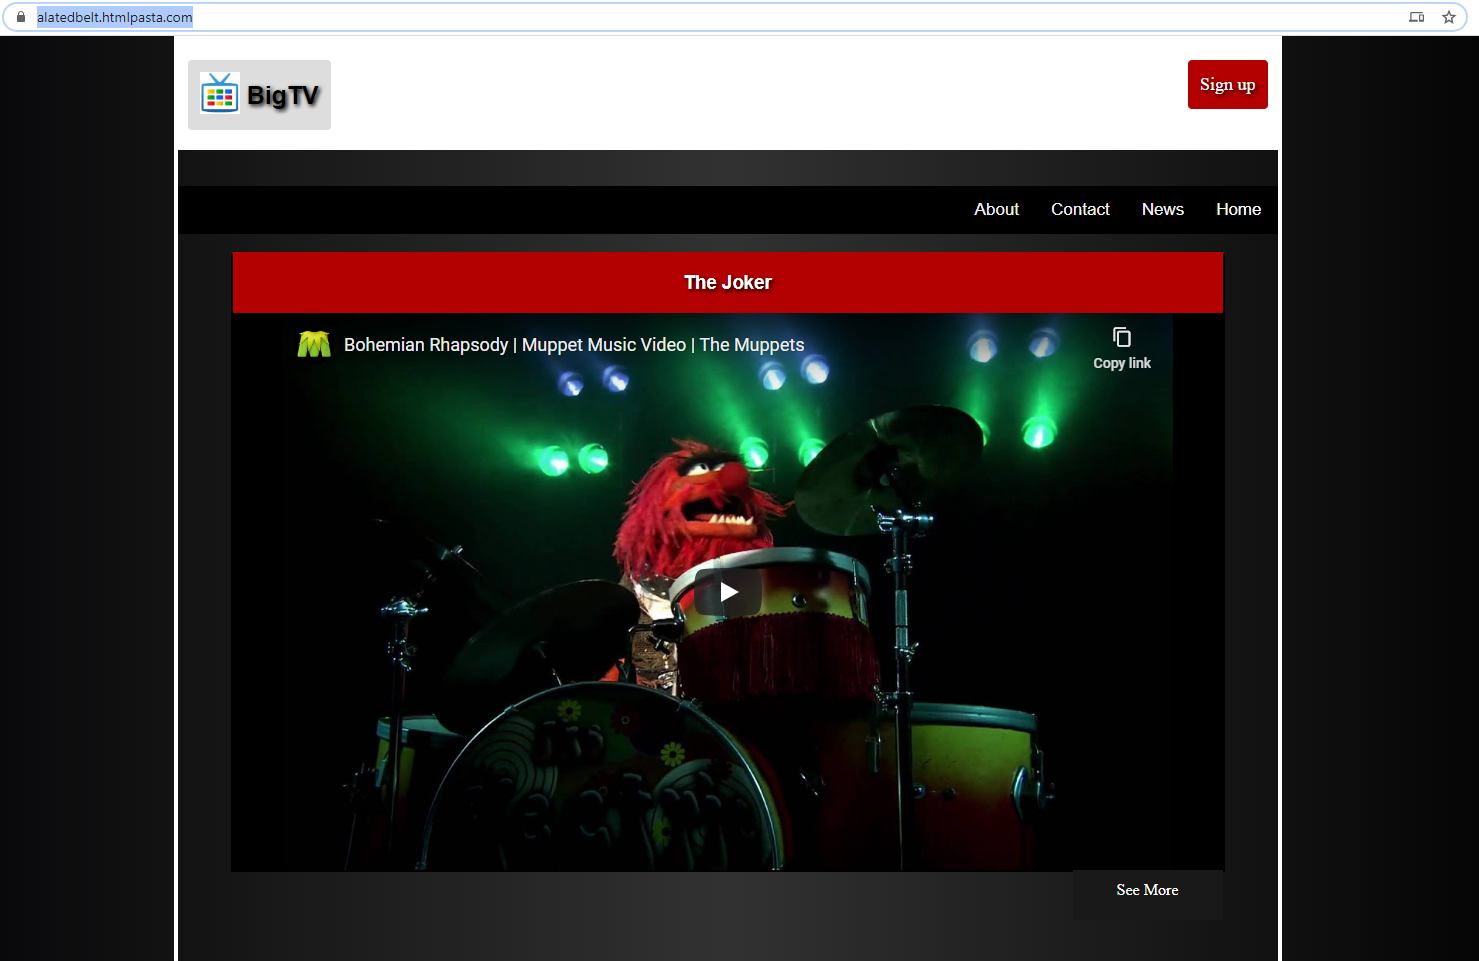 alatedbelt.htmlpasta.com
BigTV
Sign up
About Contact News Home
The Joker
Bohemian Rhapsody | Muppet Music Video | The Muppets
Copy link
See More